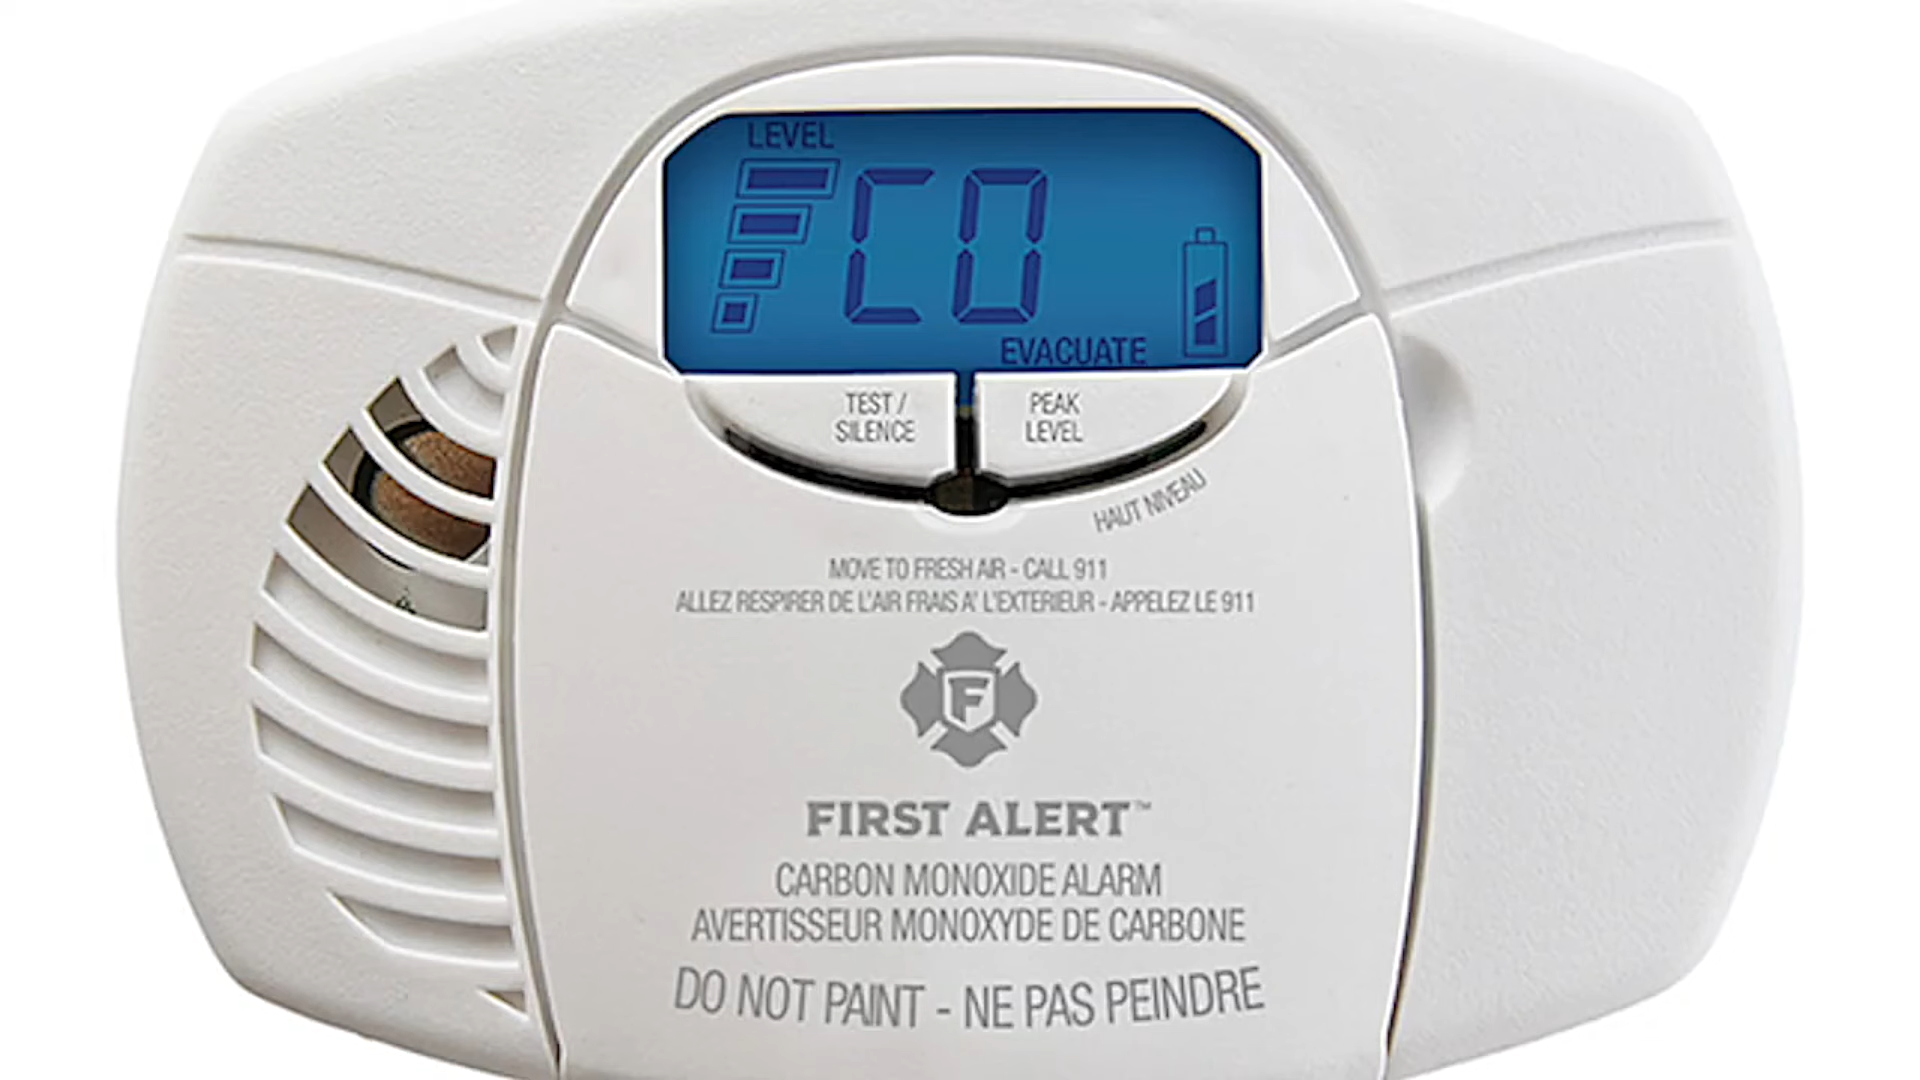 LEVEL
CO
EVACUATE
TEST /
SILENCE
PEAK
LEVEL
HAUT NIVEAU
MOVE TO FRESH AIR - CALL 911
ALLEZ RESPIRER DE L'AIR FRAIS A' L'EXTERIEUR - APPELEZ LE 911
F
FIRST ALERT™
CARBON MONOXIDE ALARM
AVERTISSEUR MONOXYDE DE CARBONE
DO NOT PAINT - NE PAS PEINDRE